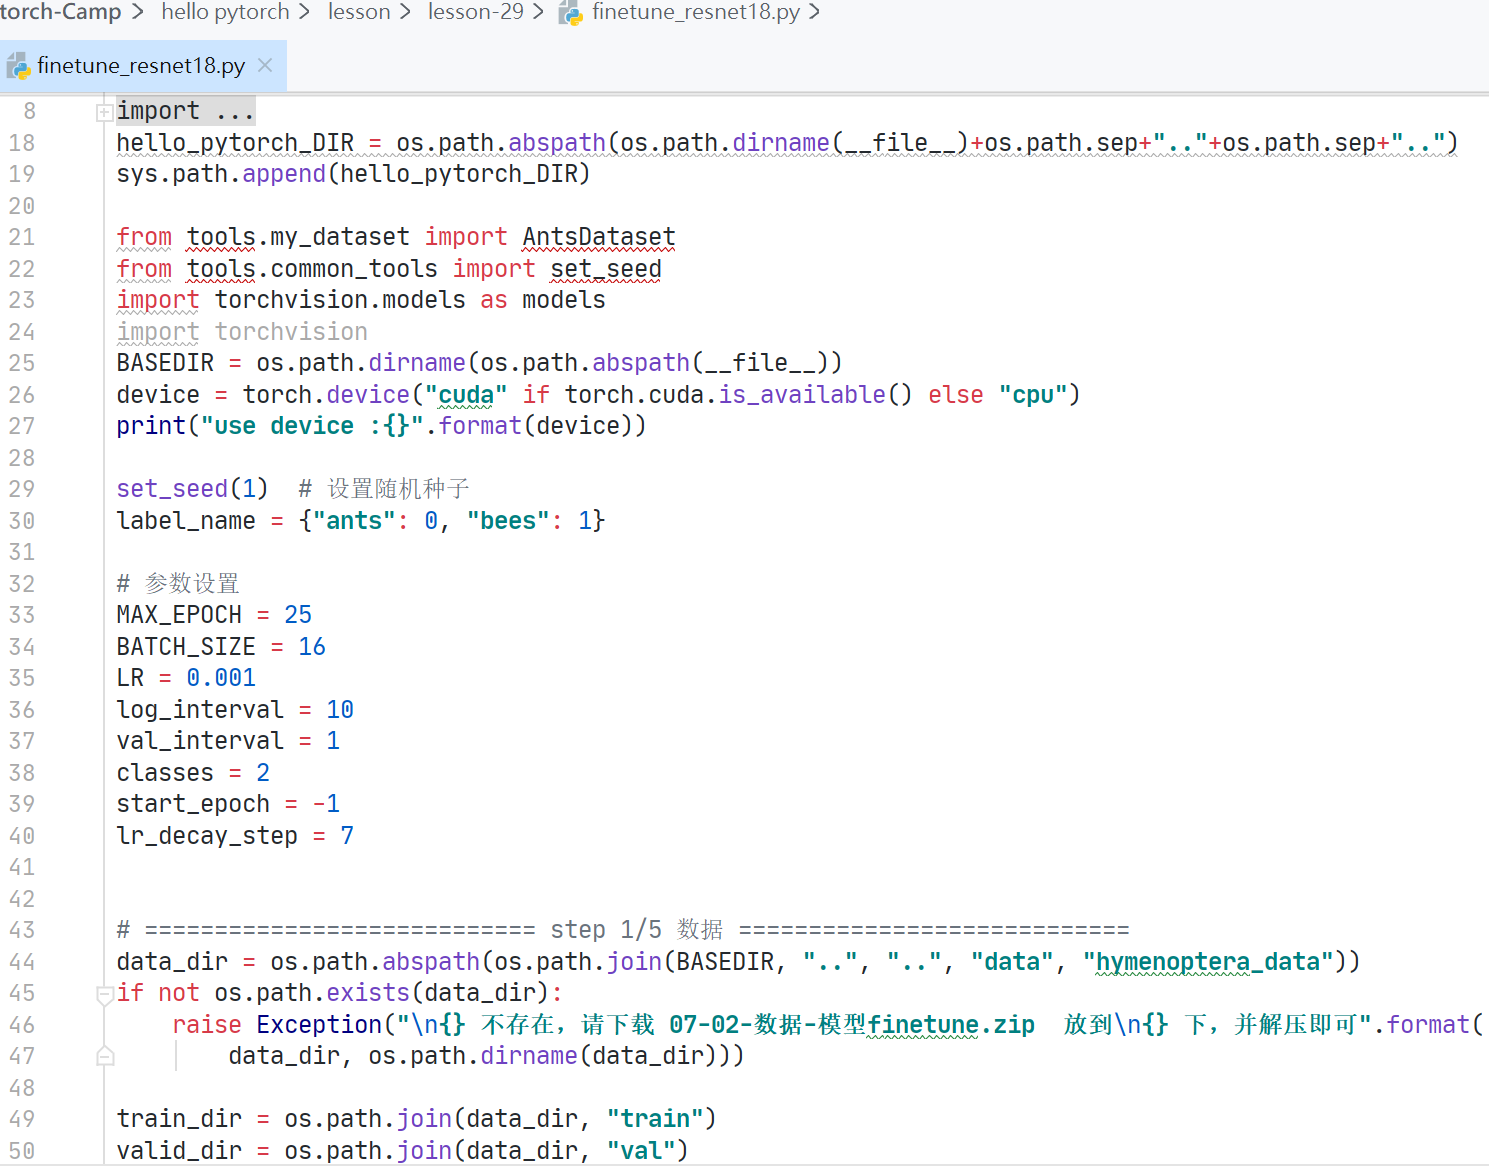 torch-Camp > hello pytorch > lesson > lesson-29 > finetune_resnet18.py >
finetune_resnet18.py ×
8 import ...
18 hello_pytorch_DIR = os.path.abspath(os.path.dirname(__file__)+os.path.sep+".."+os.path.sep+"..")
19 sys.path.append(hello_pytorch_DIR)
20
21 from tools.my_dataset import AntsDataset
22 from tools.common_tools import set_seed
23 import torchvision.models as models
24 import torchvision
25 BASEDIR = os.path.dirname(os.path.abspath(__file__))
26 device = torch.device("cuda" if torch.cuda.is_available() else "cpu")
27 print("use device :{}".format(device))
28
29 set_seed(1)  # 设置随机种子
30 label_name = {"ants": 0, "bees": 1}
31
32 # 参数设置
33 MAX_EPOCH = 25
34 BATCH_SIZE = 16
35 LR = 0.001
36 log_interval = 10
37 val_interval = 1
38 classes = 2
39 start_epoch = -1
40 lr_decay_step = 7
41
42
43 # ============================ step 1/5 数据 ============================
44 data_dir = os.path.abspath(os.path.join(BASEDIR, "..", "..", "data", "hymenoptera_data"))
45 if not os.path.exists(data_dir):
46     raise Exception("\n{} 不存在，请下载 07-02-数据-模型finetune.zip  放到\n{} 下，并解压即可".format(
47         data_dir, os.path.dirname(data_dir)))
48
49 train_dir = os.path.join(data_dir, "train")
50 valid_dir = os.path.join(data_dir, "val")